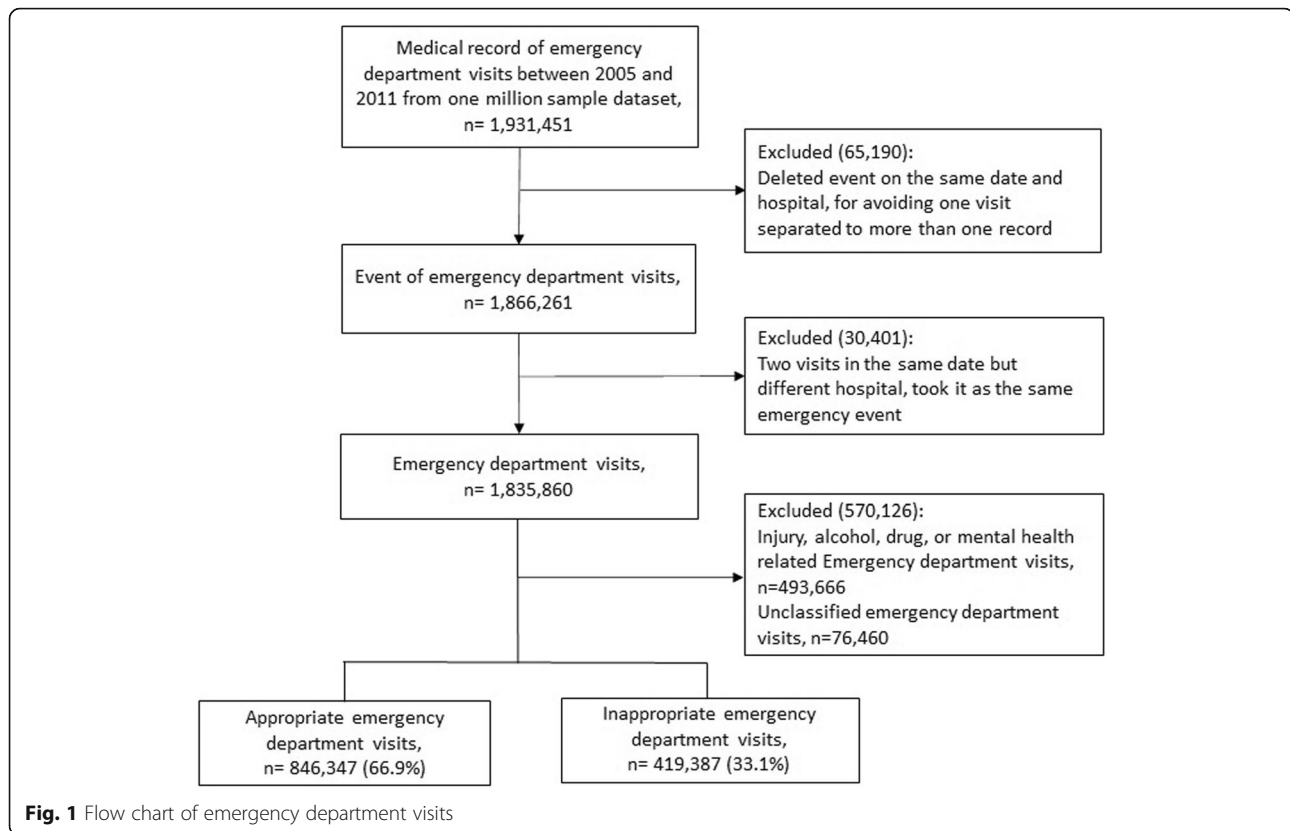 Medical record of emergency
department visits between 2005 and
2011 from one million sample dataset,
n= 1,931,451
Excluded (65,190):
Deleted event on the same date and
hospital, for avoiding one visit
separated to more than one record
Event of emergency department visits,
n= 1,866,261
Excluded (30,401):
Two visits in the same date but
different hospital, took it as the same
emergency event
Emergency department visits,
n= 1,835,860
Excluded (570,126):
Injury, alcohol, drug, or mental health
related Emergency department visits,
n=493,666
Unclassified emergency department
visits, n=76,460
Appropriate emergency
department visits,
n= 846,347 (66.9%)
Inappropriate emergency
department visits,
n= 419,387 (33.1%)
Fig. 1 Flow chart of emergency department visits